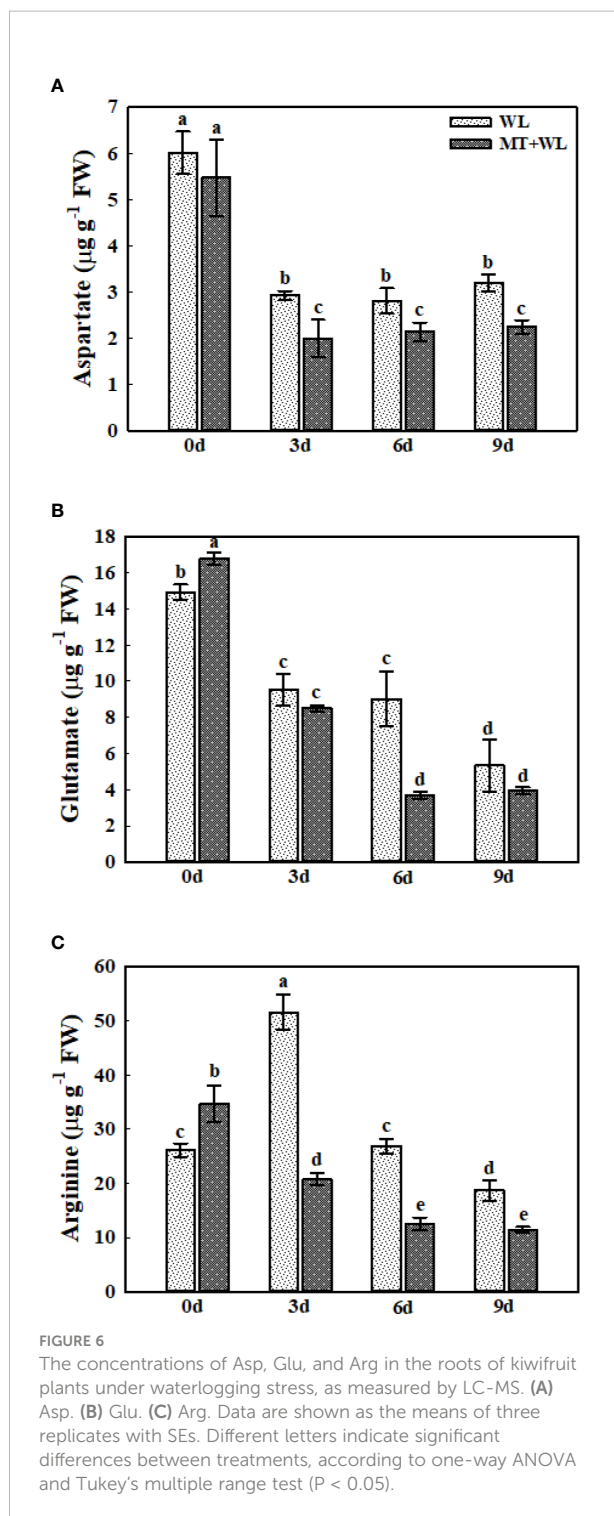 A
7
6
5
4
3
2
1
0
Aspartate (μg g⁻¹ FW)
WL
MT+WL
a a
b c
b c
b c
0d 3d 6d 9d
B
18
16
14
12
10
8
6
4
2
0
Glutamate (μg g⁻¹ FW)
b a
c c
c d
d d
0d 3d 6d 9d
C
60
50
40
30
20
10
0
Arginine (μg g⁻¹ FW)
c b
a d
c e
d e
0d 3d 6d 9d
FIGURE 6
The concentrations of Asp, Glu, and Arg in the roots of kiwifruit
plants under waterlogging stress, as measured by LC-MS. (A)
Asp. (B) Glu. (C) Arg. Data are shown as the means of three
replicates with SEs. Different letters indicate significant
differences between treatments, according to one-way ANOVA
and Tukey's multiple range test (P < 0.05).